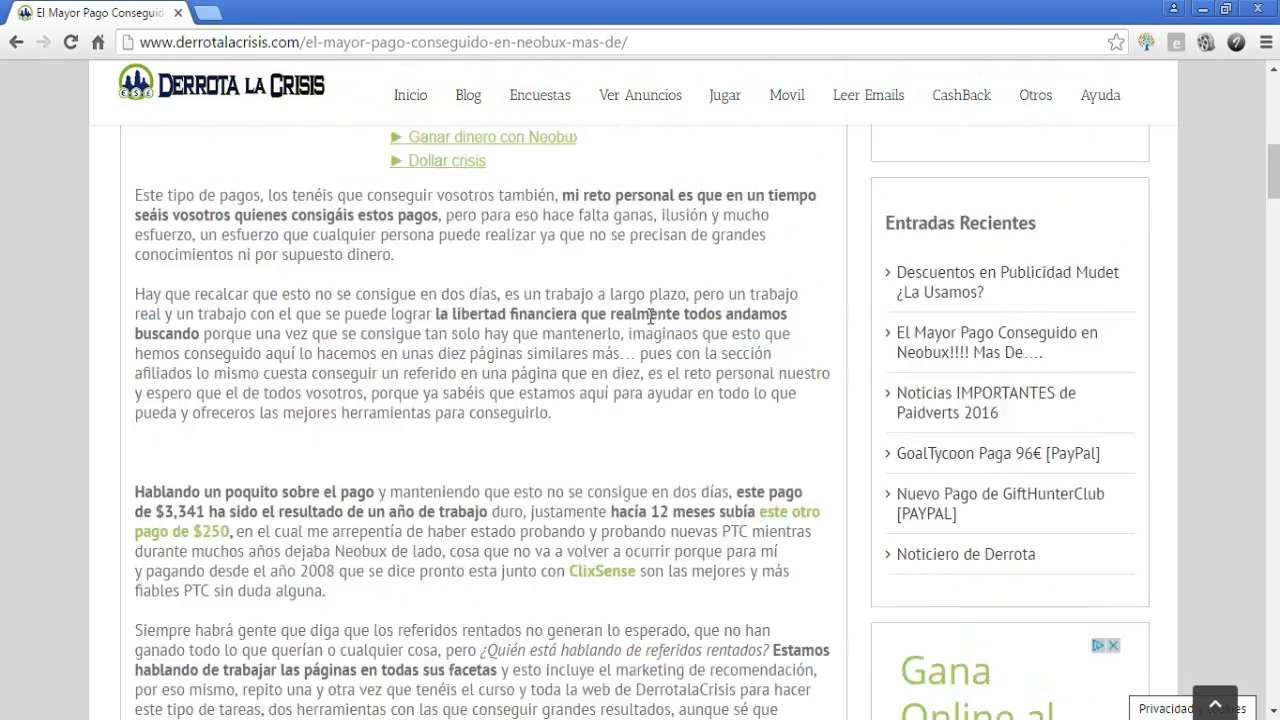 El Mayor Pago Conseguid
www.derrotalacrisis.com/el-mayor-pago-conseguido-en-neobux-mas-de/
DERROTA LA CRISIS
€ $ £
Inicio Blog Encuestas Ver Anuncios Jugar Movil Leer Emails CashBack Otros Ayuda
► Ganar dinero con Neobux
► Dollar crisis
Este tipo de pagos, los tenéis que conseguir vosotros también, mi reto personal es que en un tiempo
seáis vosotros quienes consigáis estos pagos, pero para eso hace falta ganas, ilusión y mucho
esfuerzo, un esfuerzo que cualquier persona puede realizar ya que no se precisan de grandes
conocimientos ni por supuesto dinero.
Hay que recalcar que esto no se consigue en dos días, es un trabajo a largo plazo, pero un trabajo
real y un trabajo con el que se puede lograr la libertad financiera que realmente todos andamos
buscando porque una vez que se consigue tan solo hay que mantenerlo, imaginaos que esto que
hemos conseguido aquí lo hacemos en unas diez páginas similares más… pues con la sección
afiliados lo mismo cuesta conseguir un referido en una página que en diez, es el reto personal nuestro
y espero que el de todos vosotros, porque ya sabéis que estamos aquí para ayudar en todo lo que
pueda y ofreceros las mejores herramientas para conseguirlo.
Hablando un poquito sobre el pago y manteniendo que esto no se consigue en dos días, este pago
de $3,341 ha sido el resultado de un año de trabajo duro, justamente hacía 12 meses subía este otro
pago de $250, en el cual me arrepentía de haber estado probando y probando nuevas PTC mientras
durante muchos años dejaba Neobux de lado, cosa que no va a volver a ocurrir porque para mí
y pagando desde el año 2008 que se dice pronto esta junto con ClixSense son las mejores y más
fiables PTC sin duda alguna.
Siempre habrá gente que diga que los referidos rentados no generan lo esperado, que no han
ganado todo lo que querían o cualquier cosa, pero ¿Quién está hablando de referidos rentados? Estamos
hablando de trabajar las páginas en todas sus facetas y esto incluye el marketing de recomendación,
por eso mismo, repito una y otra vez que tenéis el curso y toda la web de DerrotalaCrisis para hacer
este tipo de tareas, dos herramientas con las que conseguir grandes resultados, aunque sé que
Entradas Recientes
› Descuentos en Publicidad Mudet
¿La Usamos?
› El Mayor Pago Conseguido en
Neobux!!!! Mas De….
› Noticias IMPORTANTES de
Paidverts 2016
› GoalTycoon Paga 96€ [PayPal]
› Nuevo Pago de GiftHunterClub
[PAYPAL]
› Noticiero de Derrota
Gana
Online al
Privacidad y cookies